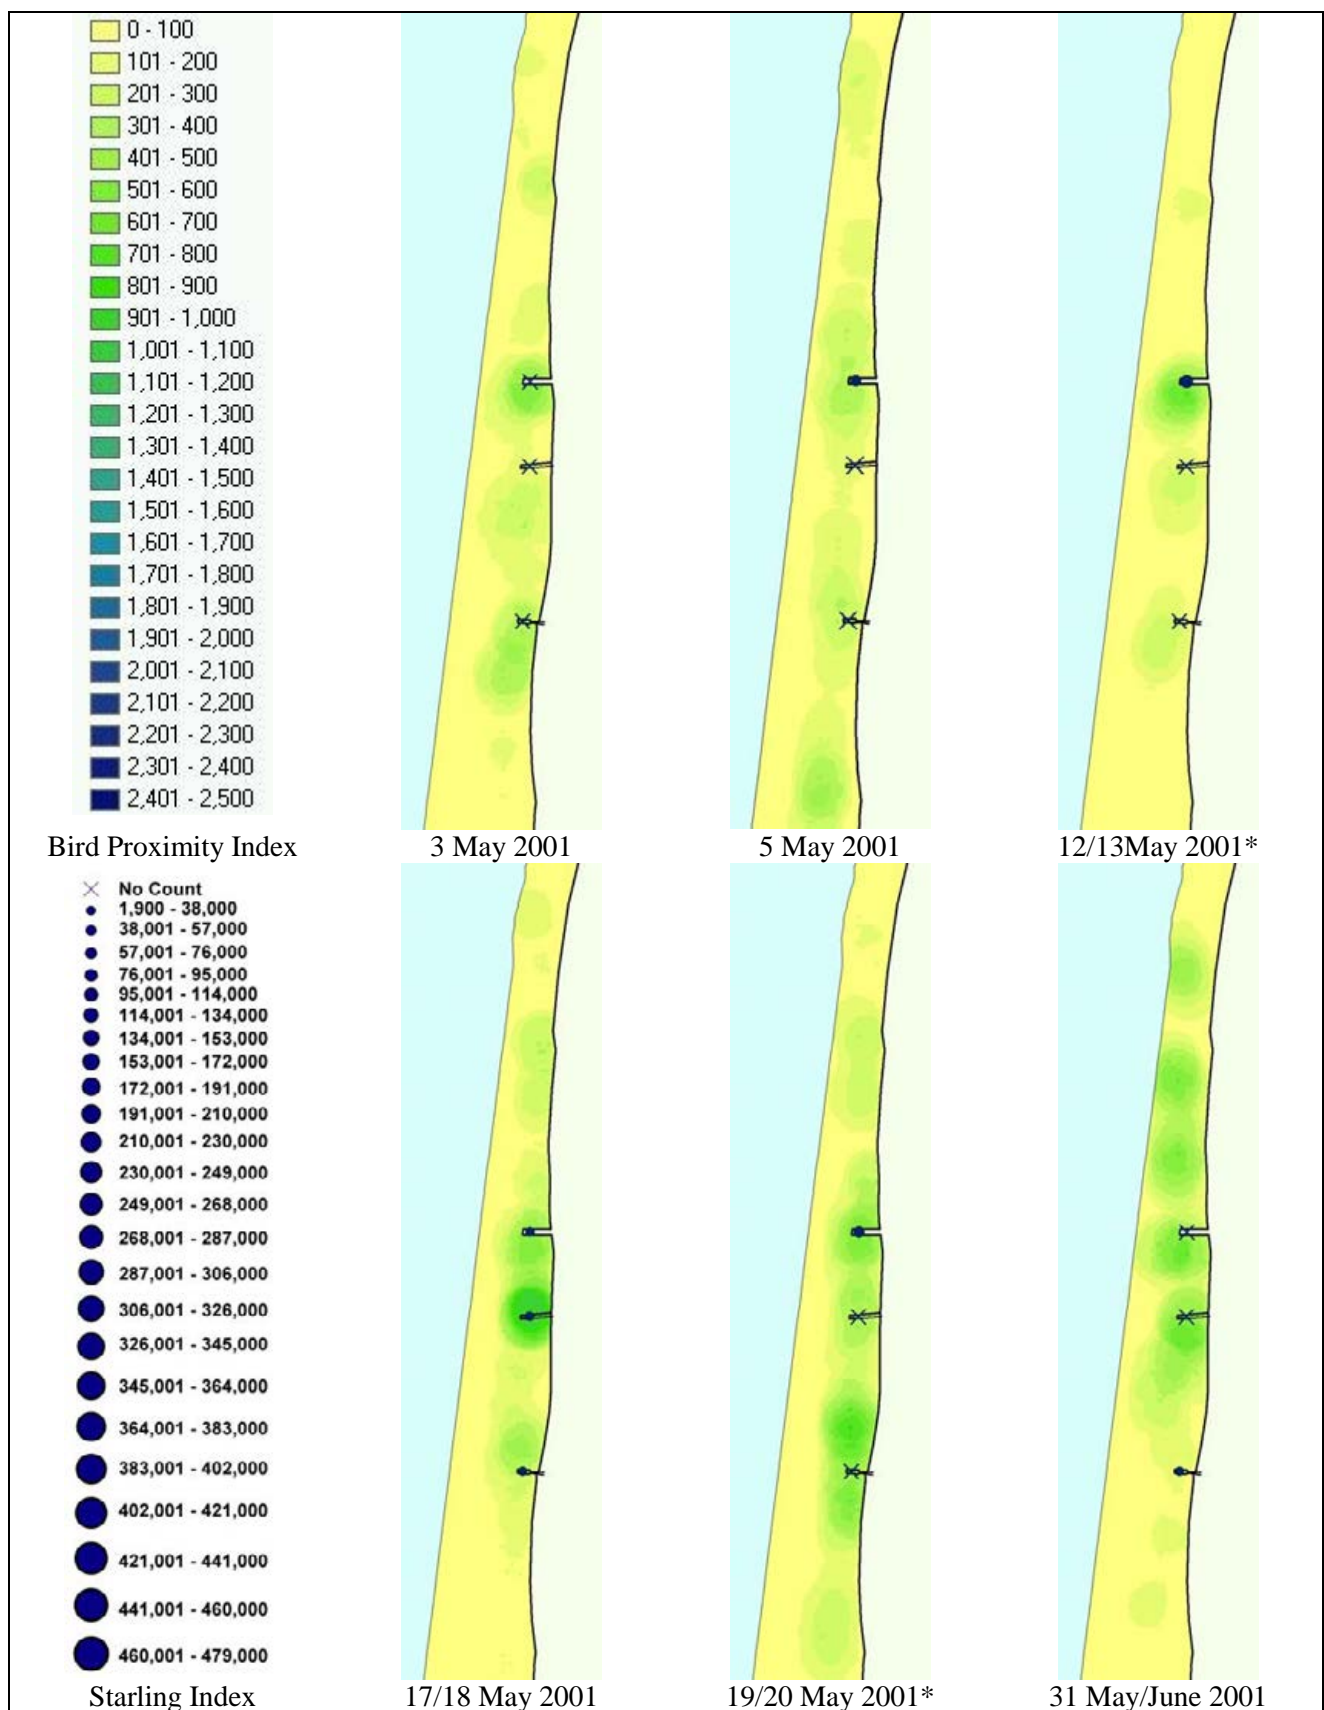 0 - 100
101 - 200
201 - 300
301 - 400
401 - 500
501 - 600
601 - 700
701 - 800
801 - 900
901 - 1,000
1,001 - 1,100
1,101 - 1,200
1,201 - 1,300
1,301 - 1,400
1,401 - 1,500
1,501 - 1,600
1,601 - 1,700
1,701 - 1,800
1,801 - 1,900
1,901 - 2,000
2,001 - 2,100
2,101 - 2,200
2,201 - 2,300
2,301 - 2,400
2,401 - 2,500
Bird Proximity Index
3 May 2001
5 May 2001
12/13May 2001*
No Count
1,900 - 38,000
38,001 - 57,000
57,001 - 76,000
76,001 - 95,000
95,001 - 114,000
114,001 - 134,000
134,001 - 153,000
153,001 - 172,000
172,001 - 191,000
191,001 - 210,000
210,001 - 230,000
230,001 - 249,000
249,001 - 268,000
268,001 - 287,000
287,001 - 306,000
306,001 - 326,000
326,001 - 345,000
345,001 - 364,000
364,001 - 383,000
383,001 - 402,000
402,001 - 421,000
421,001 - 441,000
441,001 - 460,000
460,001 - 479,000
Starling Index
17/18 May 2001
19/20 May 2001*
31 May/June 2001